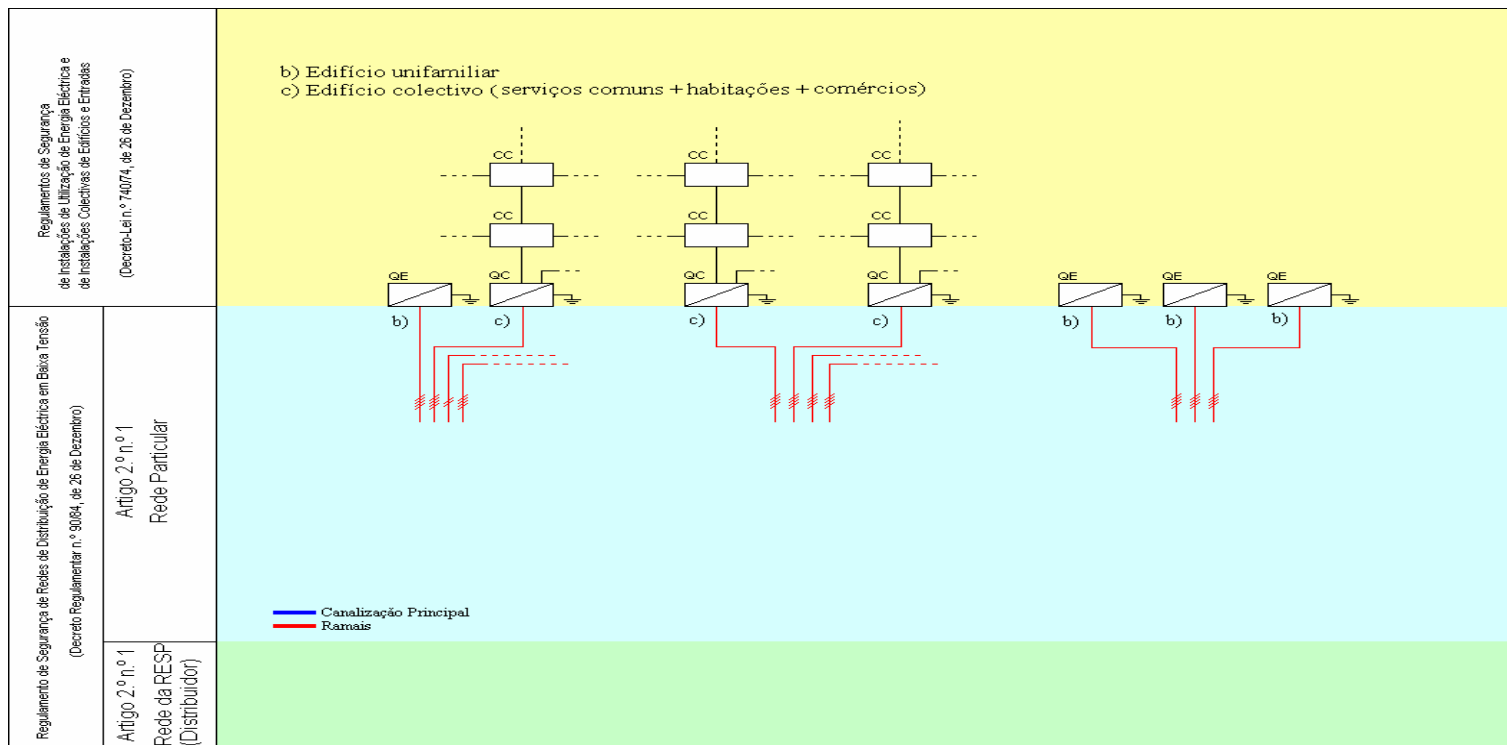 Regulamentos de Segurança
de Instalações de Utilização de Energia Eléctrica e
de Instalações Colectivas de Edifícios e Entradas
(Decreto-Lei n.º 740/74, de 26 de Dezembro)
b) Edifício unifamiliar
c) Edifício colectivo (serviços comuns + habitações + comércios)
CC
CC
CC
CC
CC
CC
QE
QC
QC
QC
QE
QE
QE
b)
c)
c)
c)
b)
b)
b)
Regulamento de Segurança de Redes de Distribuição de Energia Eléctrica em Baixa Tensão
(Decreto Regulamentar n.º 90/84, de 26 de Dezembro)
Artigo 2.º n.º 1
Rede Particular
Canalização Principal
Ramais
Artigo 2.º n.º 1
Rede da RESP
(Distribuidor)